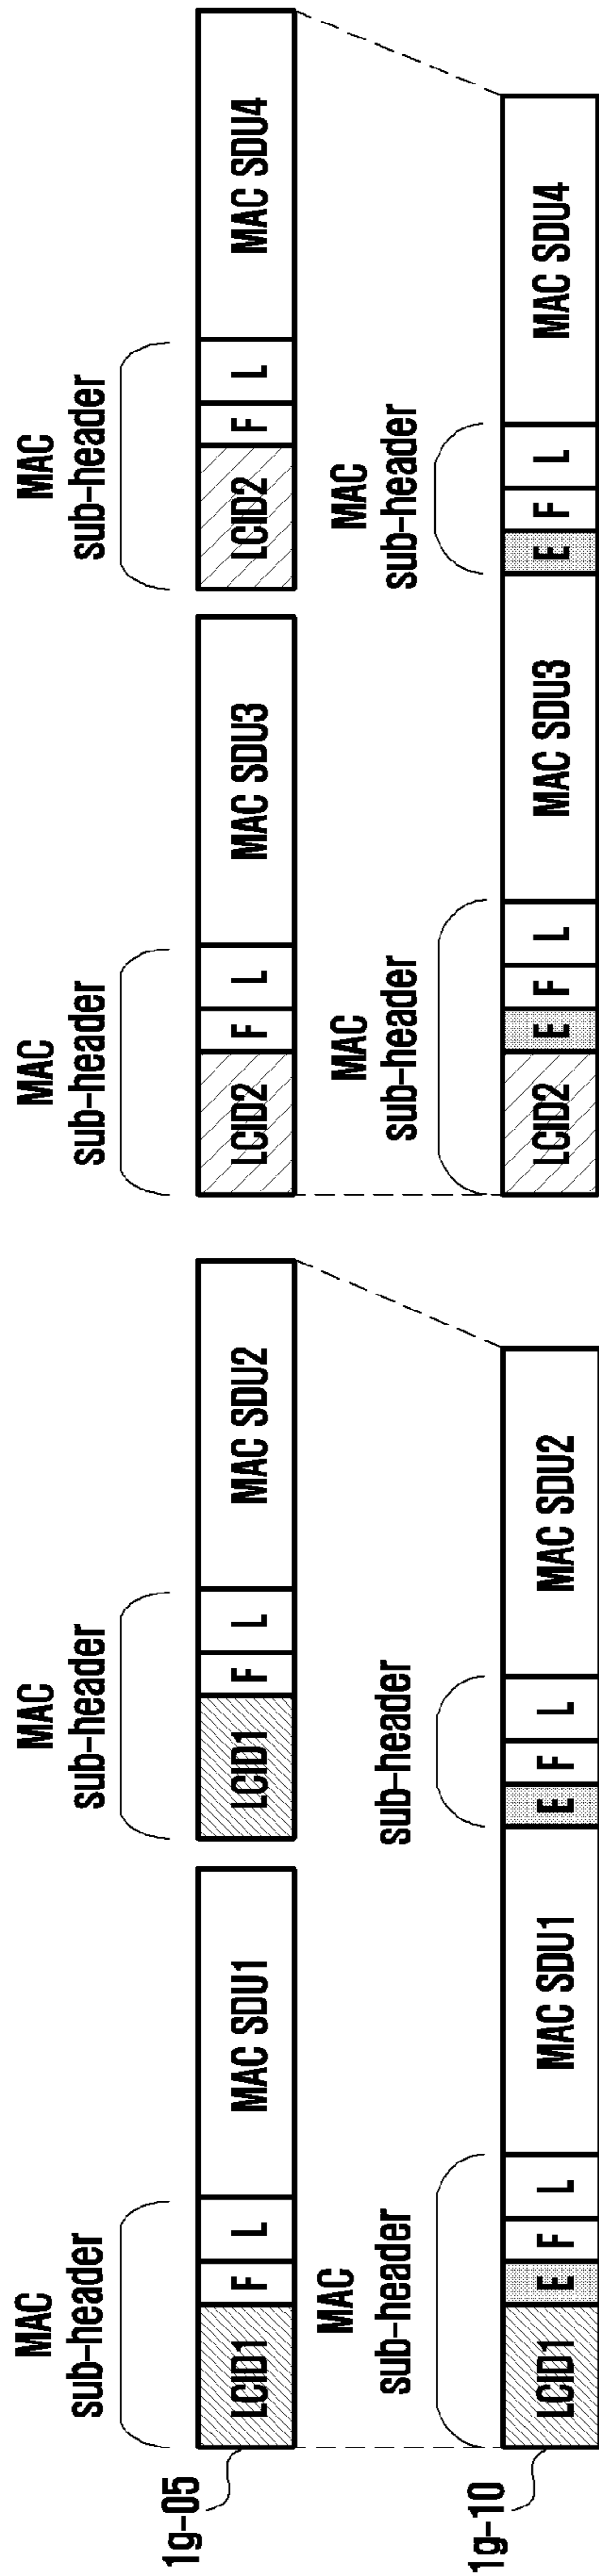 MAC
sub-header
MAC
sub-header
MAC
sub-header
MAC
sub-header
1g-05
LCID1 F L MAC SDU1
LCID1 F L MAC SDU2
LCID2 F L MAC SDU3
LCID2 F L MAC SDU4
MAC
sub-header
sub-header
MAC
sub-header
MAC
sub-header
1g-10
LCID1 E F L MAC SDU1 E F L MAC SDU2
LCID2 E F L MAC SDU3 E F L MAC SDU4